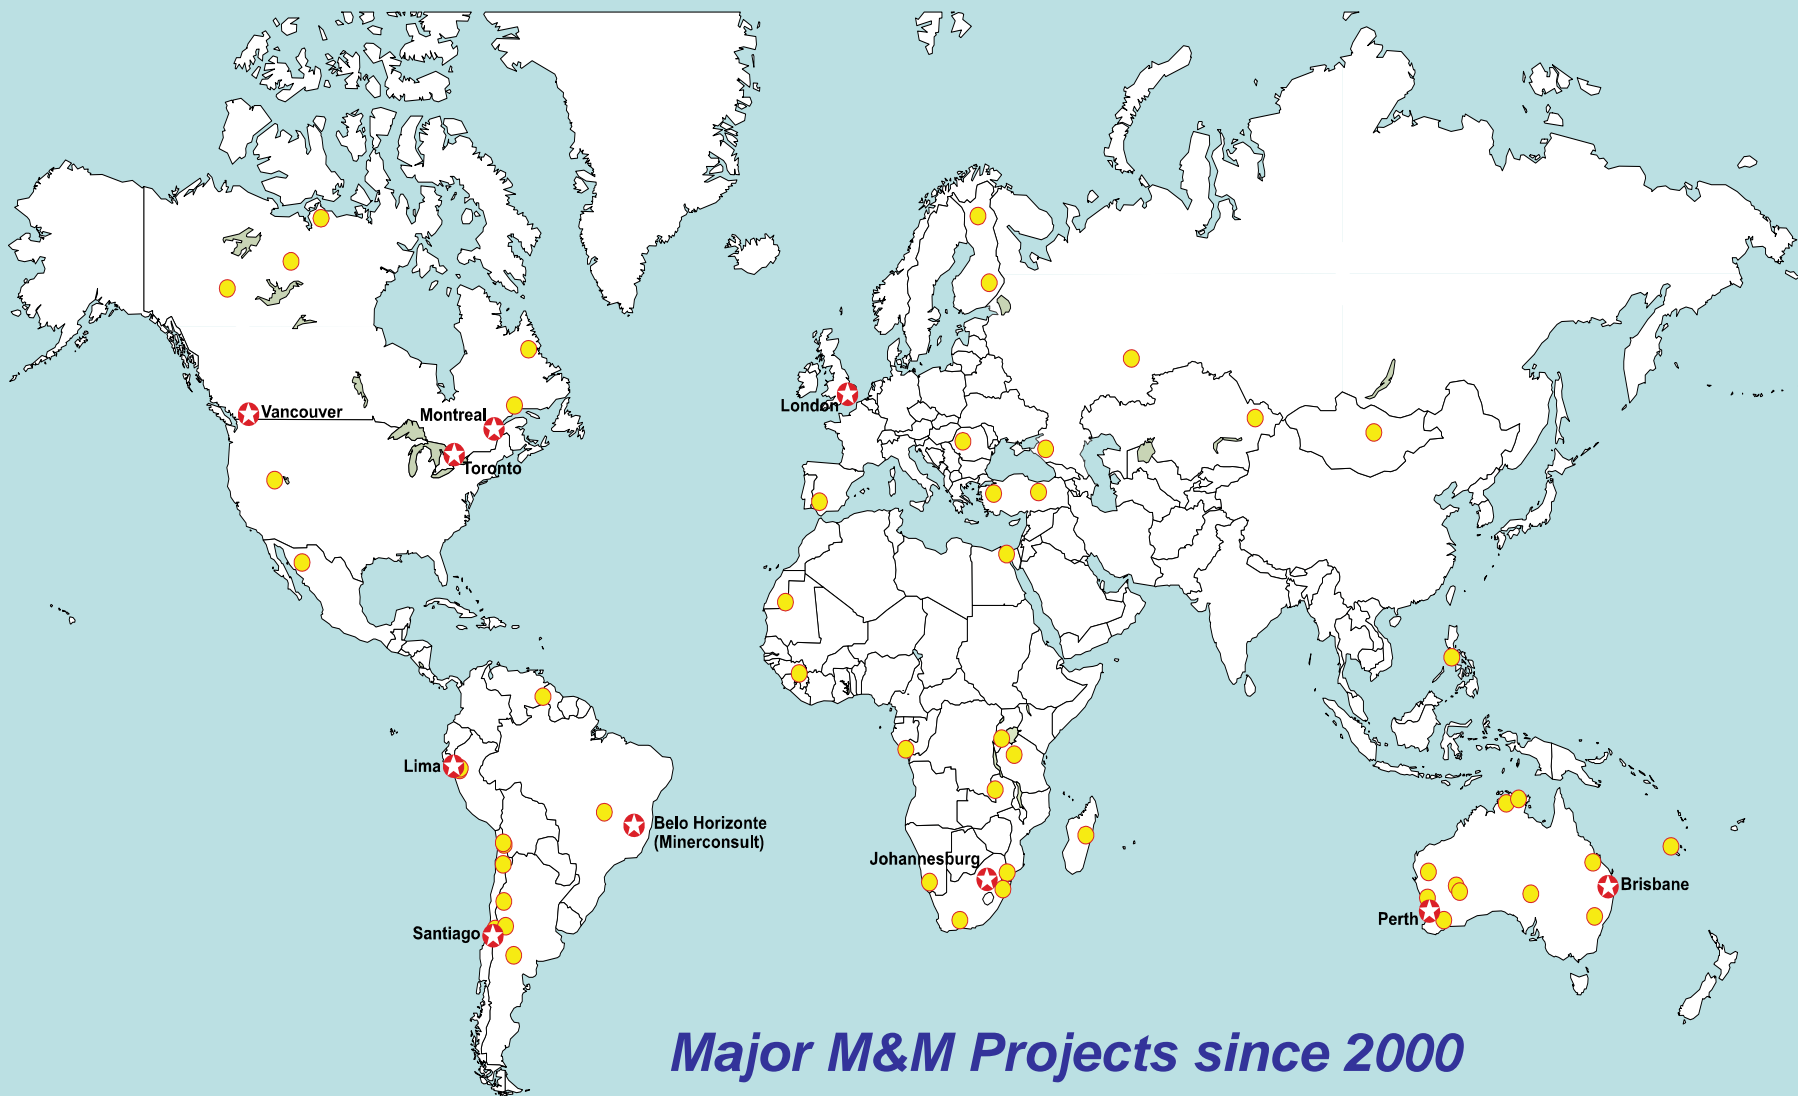 London
Vancouver
Montreal
Toronto
Lima
Belo Horizonte
(Minerconsult)
Johannesburg
Brisbane
Perth
Santiago
Major M&M Projects since 2000